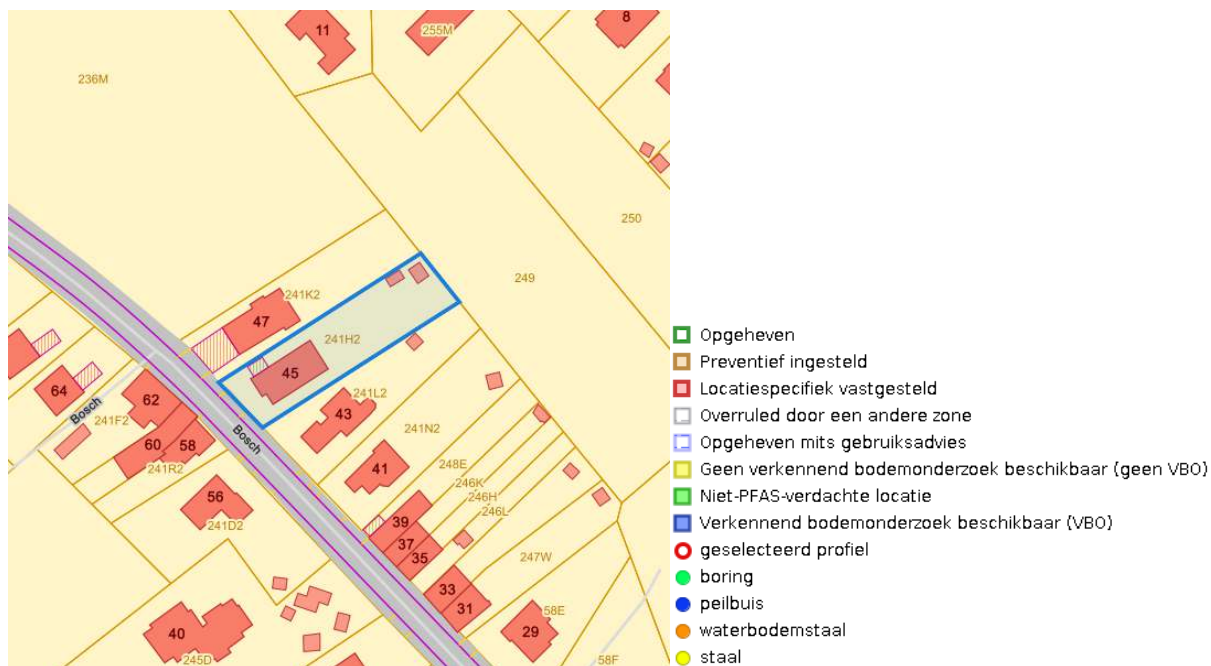 11
255M
8
236M
250
249
241K2
47
241H2
45
64
Bosch
241F2
62
60
58
241R2
Bosch
241L2
43
241N2
41
248E
246K
246H
246L
56
241D2
39
37
35
247W
33
31
58E
29
40
245D
58F
Opgeheven
Preventief ingesteld
Locatiespecifiek vastgesteld
Overruled door een andere zone
Opgeheven mits gebruiksadvies
Geen verkennend bodemonderzoek beschikbaar (geen VBO)
Niet-PFAS-verdachte locatie
Verkennend bodemonderzoek beschikbaar (VBO)
geselecteerd profiel
boring
peilbuis
waterbodemstaal
staal